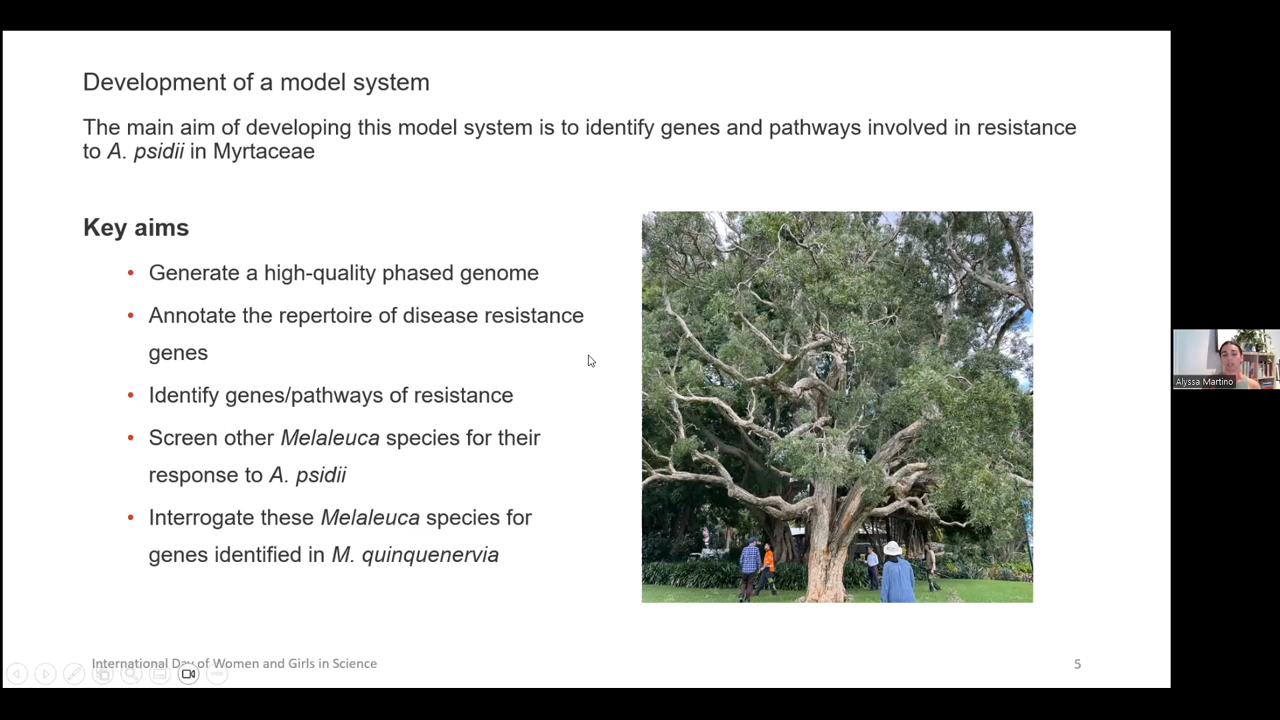 Development of a model system
The main aim of developing this model system is to identify genes and pathways involved in resistance
to A. psidii in Myrtaceae
Key aims
• Generate a high-quality phased genome
• Annotate the repertoire of disease resistance
genes
• Identify genes/pathways of resistance
• Screen other Melaleuca species for their
response to A. psidii
• Interrogate these Melaleuca species for
genes identified in M. quinquenervia
Alyssa Martino
International Day of Women and Girls in Science
5